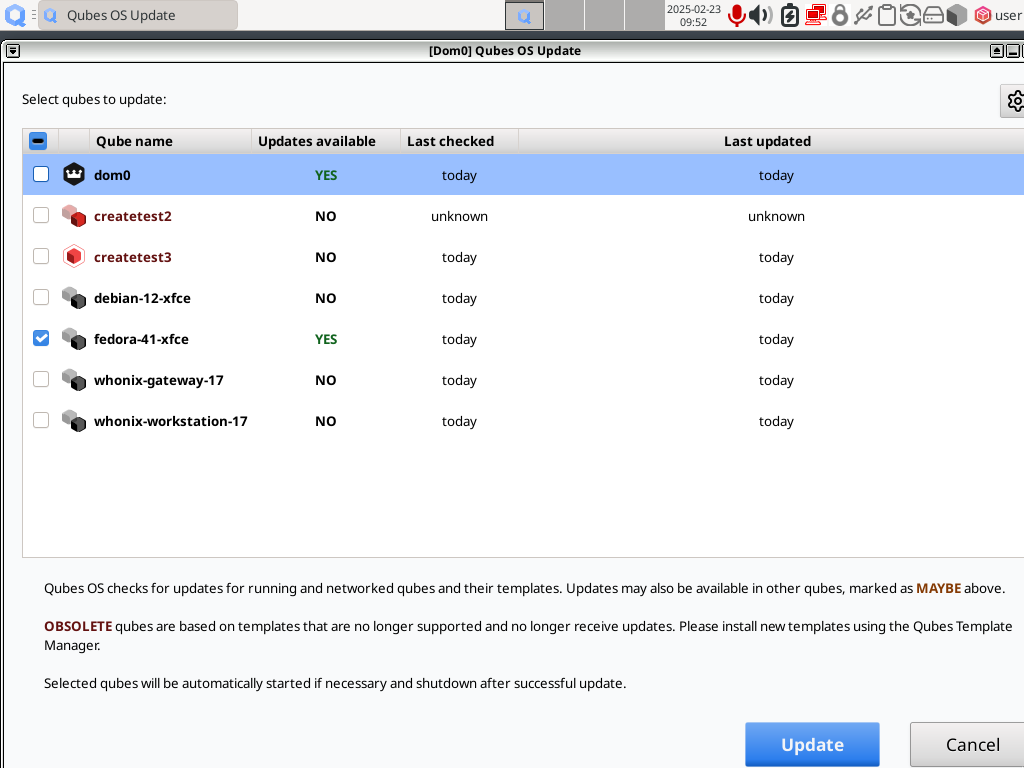 Qubes OS Update
2025-02-23
09:52
user
[Dom0] Qubes OS Update
Select qubes to update:
Qube name Updates available Last checked Last updated
dom0 YES today today
createtest2 NO unknown unknown
createtest3 NO today today
debian-12-xfce NO today today
fedora-41-xfce YES today today
whonix-gateway-17 NO today today
whonix-workstation-17 NO today today
Qubes OS checks for updates for running and networked qubes and their templates. Updates may also be available in other qubes, marked as MAYBE above.
OBSOLETE qubes are based on templates that are no longer supported and no longer receive updates. Please install new templates using the Qubes Template
Manager.
Selected qubes will be automatically started if necessary and shutdown after successful update.
Update Cancel